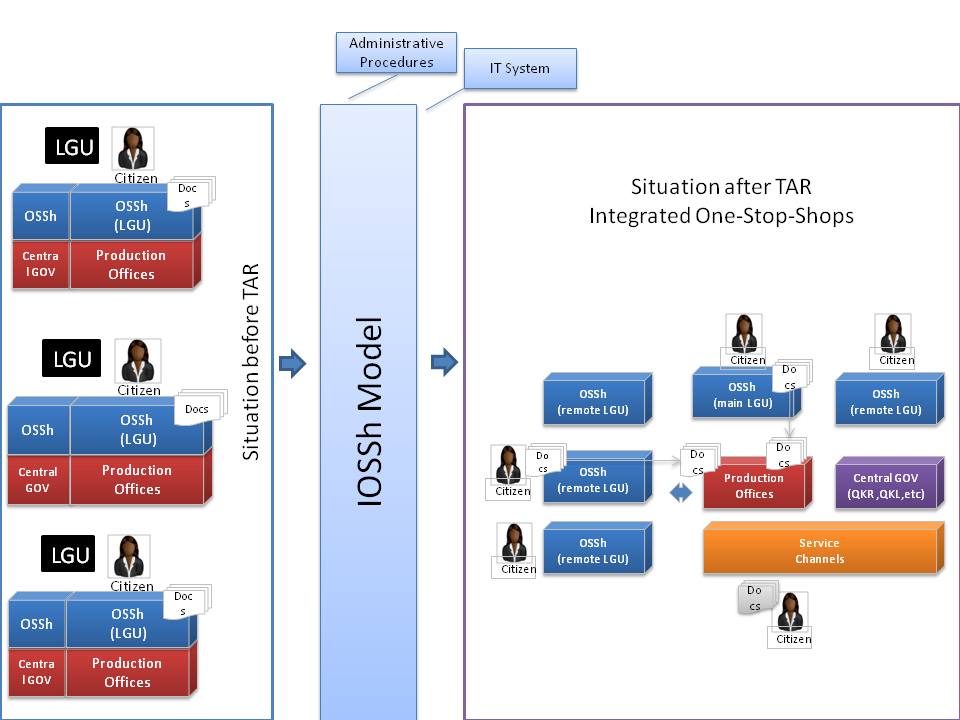 Administrative
Procedures
IT System
LGU
Citizen
Doc
s
OSSh
OSSh
(LGU)
Centra
l GOV
Production
Offices
LGU
Citizen
Docs
OSSh
OSSh
(LGU)
Central
GOV
Production
Offices
LGU
Citizen
Doc
s
OSSh
OSSh
(LGU)
Centra
l GOV
Production
Offices
Situation before TAR
IOSSh Model
Situation after TAR
Integrated One-Stop-Shops
Citizen
Citizen
Do
cs
OSSh
(remote LGU)
OSSh
(main LGU)
OSSh
(remote LGU)
Citizen
Do
cs
OSSh
(remote LGU)
Do
cs
Do
cs
Production
Offices
Central GOV
(QKR ,QKL,etc)
Citizen
OSSh
(remote LGU)
Service
Channels
Do
cs
Citizen